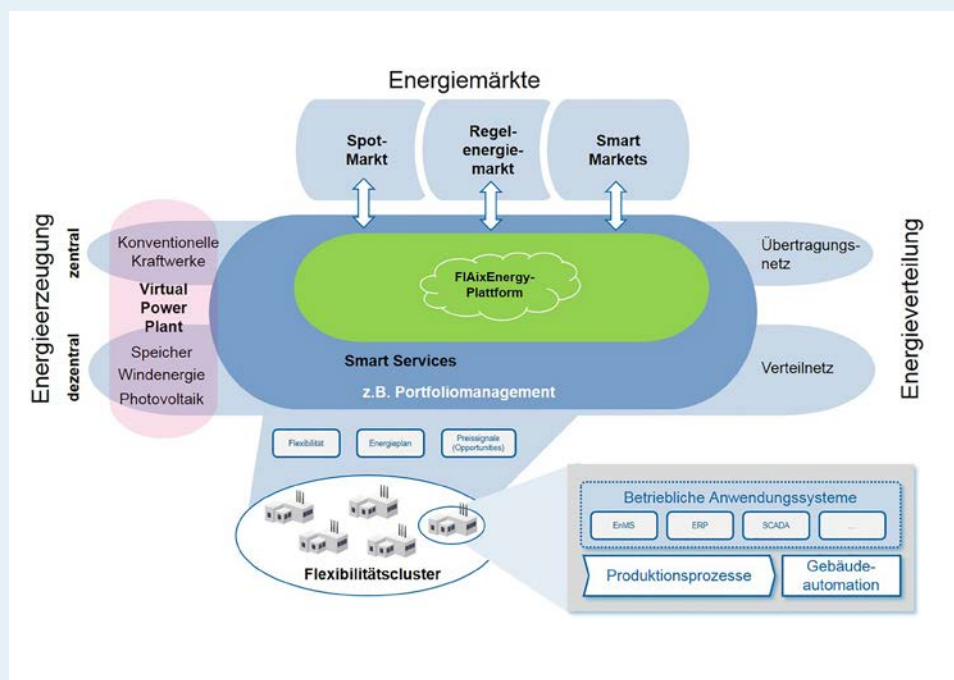 Energiemärkte
Spot-
Markt
Regel-
energie-
markt
Smart
Markets
Energieerzeugung
zentral
dezentral
Konventionelle
Kraftwerke
Virtual
Power
Plant
Speicher
Windenergie
Photovoltaik
FlAixEnergy-
Plattform
Smart Services
z.B. Portfoliomanagement
Übertragungs-
netz
Verteilnetz
Energieverteilung
Flexibilität
Energieplan
Preissignale
(Opportunities)
Flexibilitätscluster
Betriebliche Anwendungssysteme
EnMS
ERP
SCADA
...
Produktionsprozesse
Gebäude-
automation